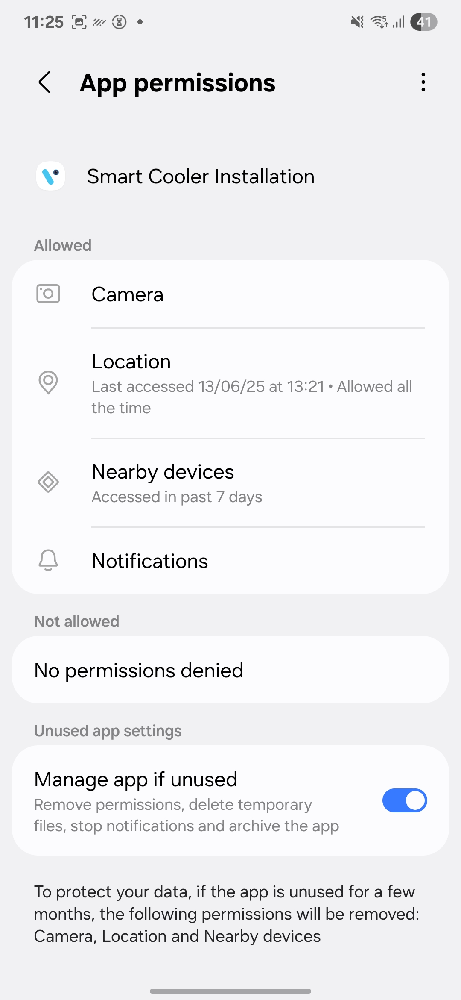 11:25
5
41
App permissions
Smart Cooler Installation
Allowed
Camera
Location
Last accessed 13/06/25 at 13:21 • Allowed all
the time
Nearby devices
Accessed in past 7 days
Notifications
Not allowed
No permissions denied
Unused app settings
Manage app if unused
Remove permissions, delete temporary
files, stop notifications and archive the app
To protect your data, if the app is unused for a few
months, the following permissions will be removed:
Camera, Location and Nearby devices